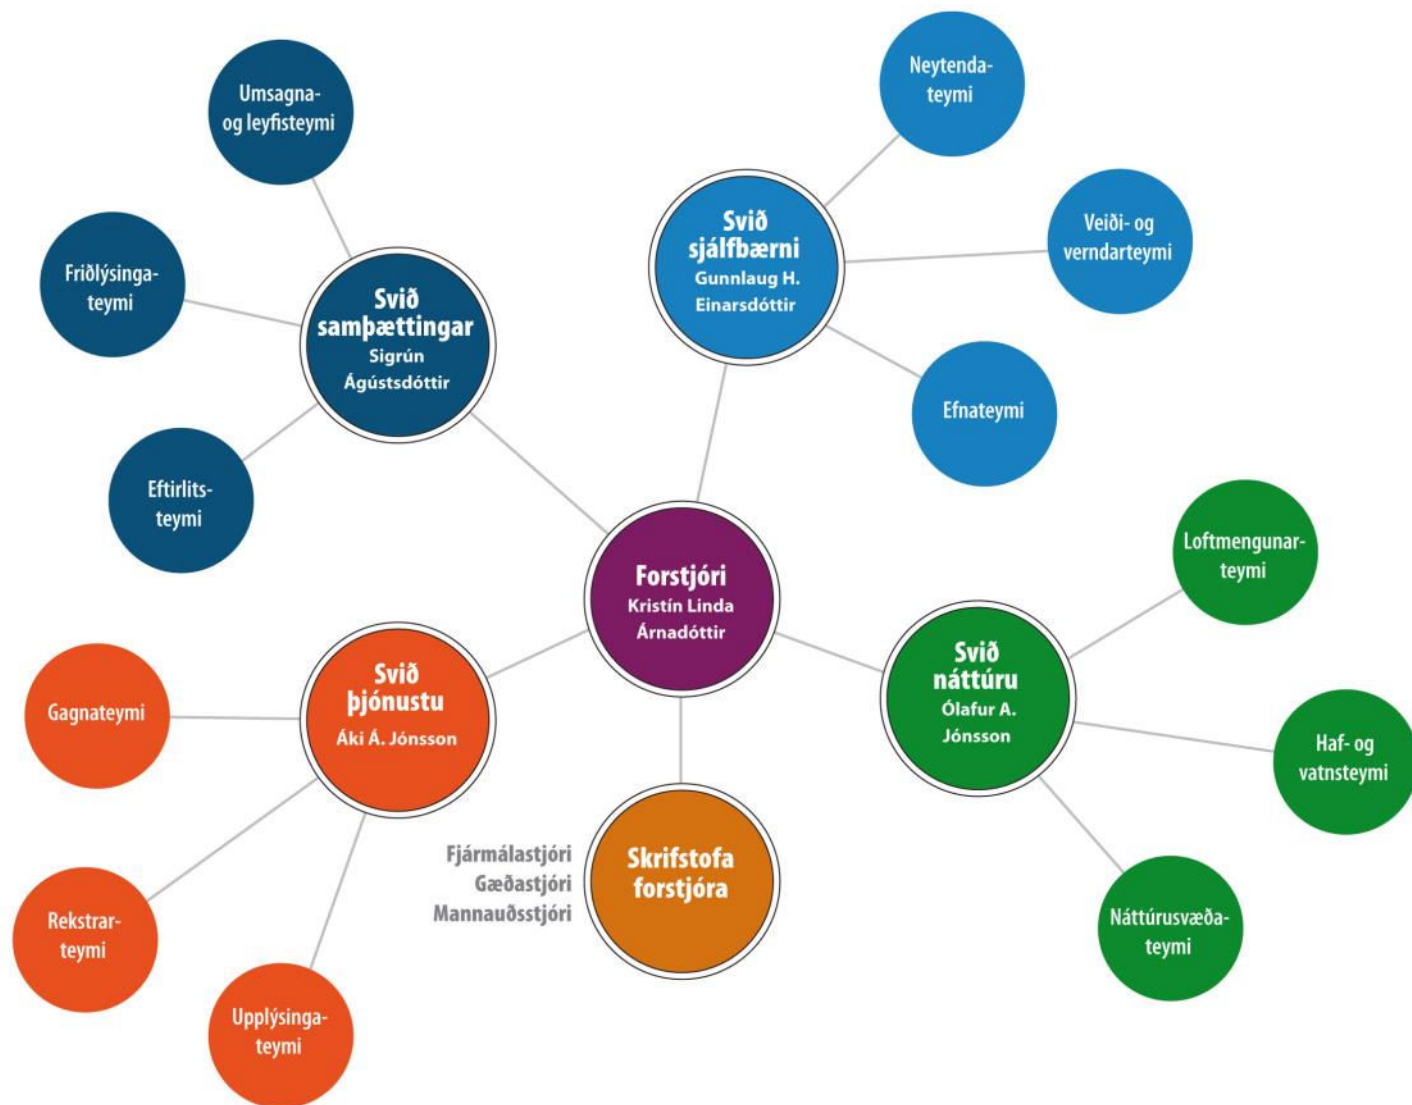 Umsagna-
og leyfisteymi
Friðlýsinga-
teymi
Eftirlits-
teymi
Svið
samþættingar
Sigrún
Ágústsdóttir
Neytenda-
teymi
Veiði- og
verndarteymi
Efnateymi
Svið
sjálfbærni
Gunnlaug H.
Einarsdóttir
Forstjóri
Kristín Linda
Árnadóttir
Loftmengunar-
teymi
Haf- og
vatnsteymi
Náttúrusvæða-
teymi
Svið
náttúru
Ólafur A.
Jónsson
Svið
þjónustu
Áki Á. Jónsson
Gagnateymi
Rekstrar-
teymi
Upplýsinga-
teymi
Fjármálastjóri
Gæðastjóri
Mannauðsstjóri
Skrifstofa
forstjóra